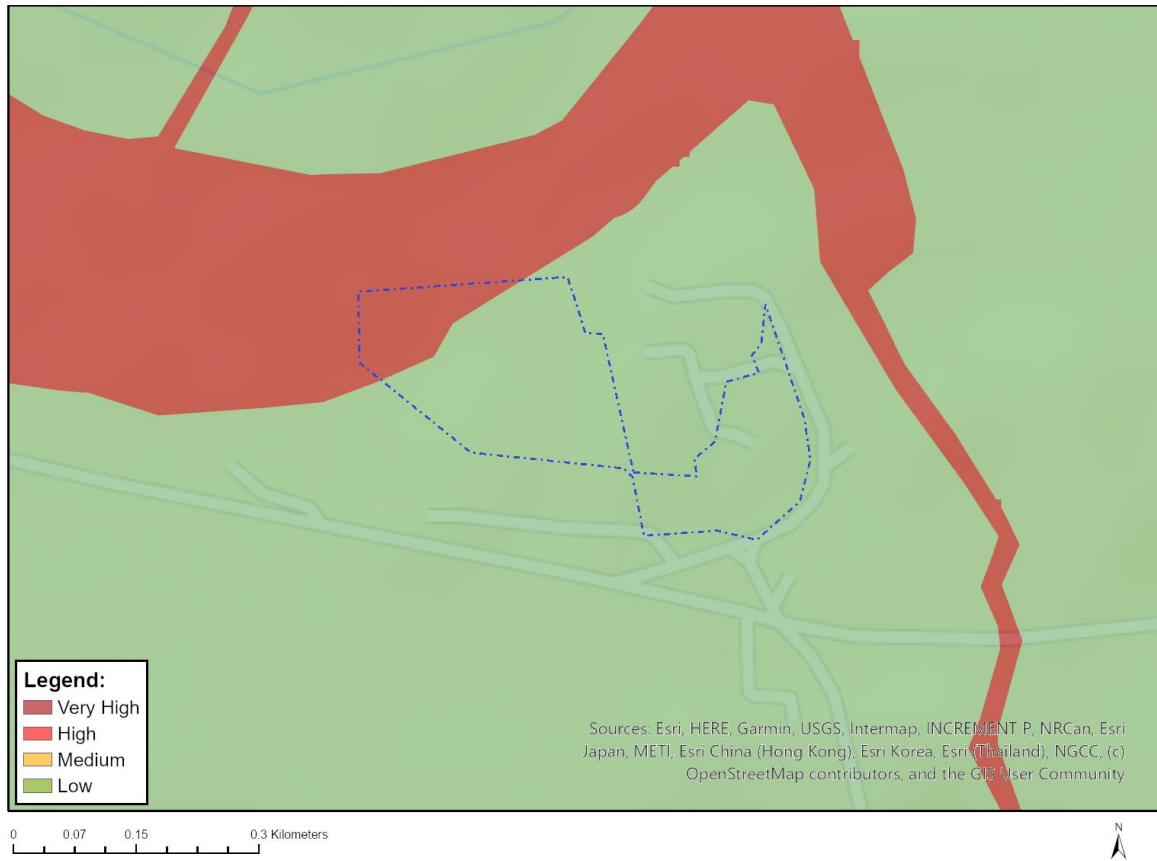 Legend:
Very High
High
Medium
Low
Sources: Esri, HERE, Garmin, USGS, Intermap, INCREMENT P, NRCan, Esri
Japan, METI, Esri China (Hong Kong), Esri Korea, Esri (Thailand), NGCC, (c)
OpenStreetMap contributors, and the GIS User Community
0 0.07 0.15 0.3 Kilometers
N